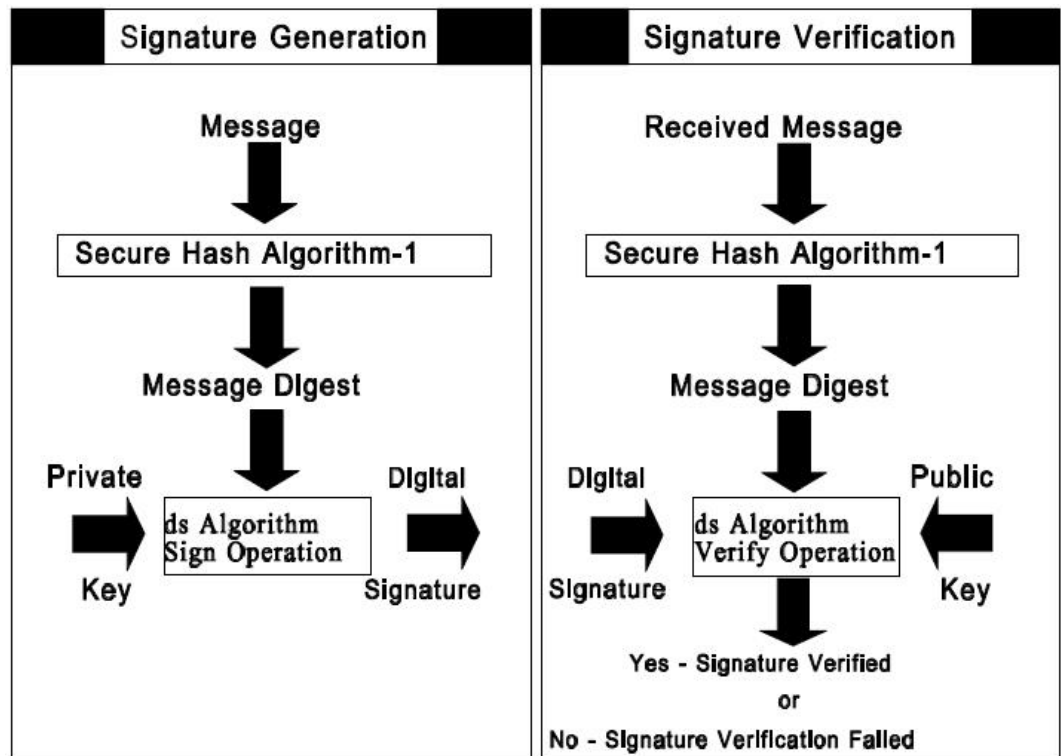 Signature Generation
Message
Secure Hash Algorithm-1
Message Digest
Private
Key
ds Algorithm
Sign Operation
Digital
Signature
Signature Verification
Received Message
Secure Hash Algorithm-1
Message Digest
Digital
Signature
ds Algorithm
Verify Operation
Public
Key
Yes - Signature Verified
or
No - Signature Verification Failed